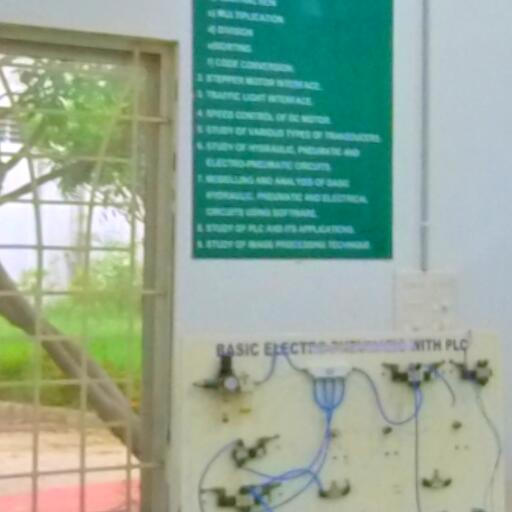 c) MULTIPLICATION
d) DIVISION
e)SORTING
f) CODE CONVERSION.
2. STEPPER MOTOR INTERFACE.
3. TRAFFIC LIGHT INTERFACE.
4. SPEED CONTROL OF DC MOTOR.
5. STUDY OF VARIOUS TYPES OF TRANSDUCERS.
6. STUDY OF HYDRAULIC, PNEUMATIC AND
ELECTRO-PNEUMATIC CIRCUITS.
7. MODELLING AND ANALYSIS OF BASIC
HYDRAULIC, PNEUMATIC AND ELECTRICAL
CIRCUITS USING SOFTWARE.
8. STUDY OF PLC AND ITS APPLICATIONS.
9. STUDY OF IMAGE PROCESSING TECHNIQUE.
BASIC ELECTRO-PNEUMATIC WITH PLC